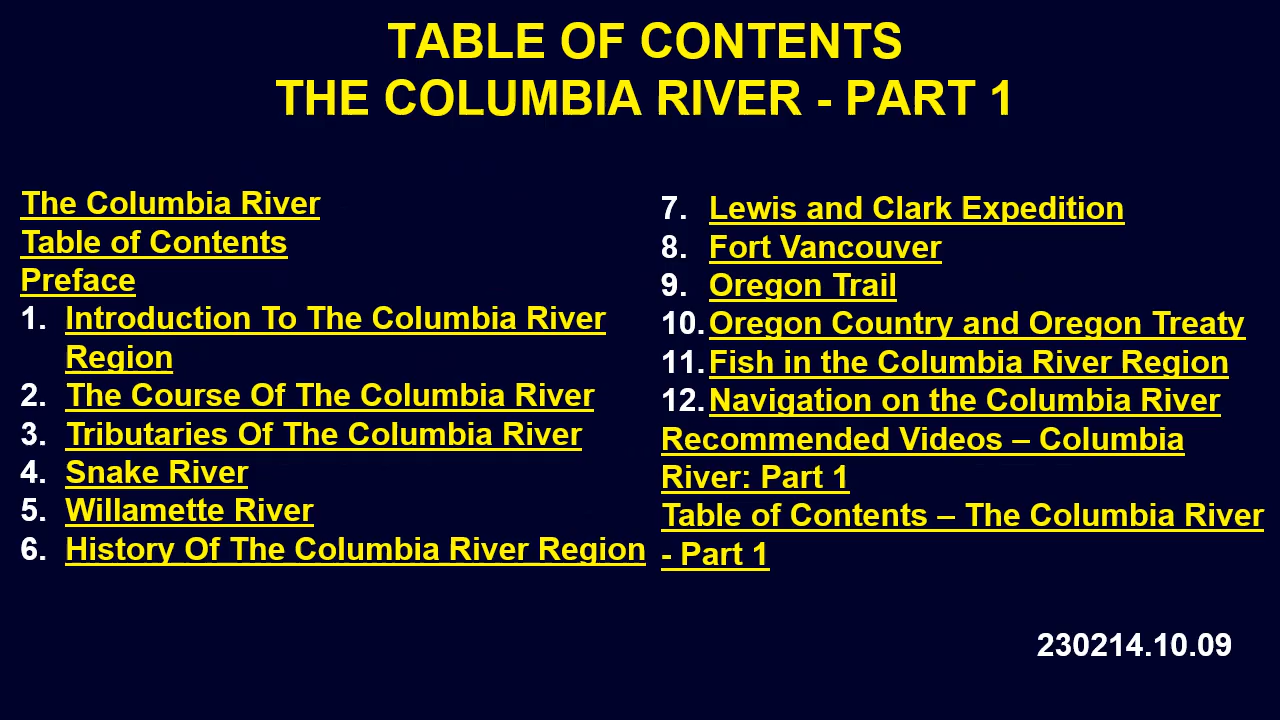 TABLE OF CONTENTS
THE COLUMBIA RIVER - PART 1
The Columbia River
Table of Contents
Preface
1. Introduction To The Columbia River
Region
2. The Course Of The Columbia River
3. Tributaries Of The Columbia River
4. Snake River
5. Willamette River
6. History Of The Columbia River Region
7. Lewis and Clark Expedition
8. Fort Vancouver
9. Oregon Trail
10. Oregon Country and Oregon Treaty
11. Fish in the Columbia River Region
12. Navigation on the Columbia River
Recommended Videos – Columbia
River: Part 1
Table of Contents – The Columbia River
- Part 1
230214.10.09